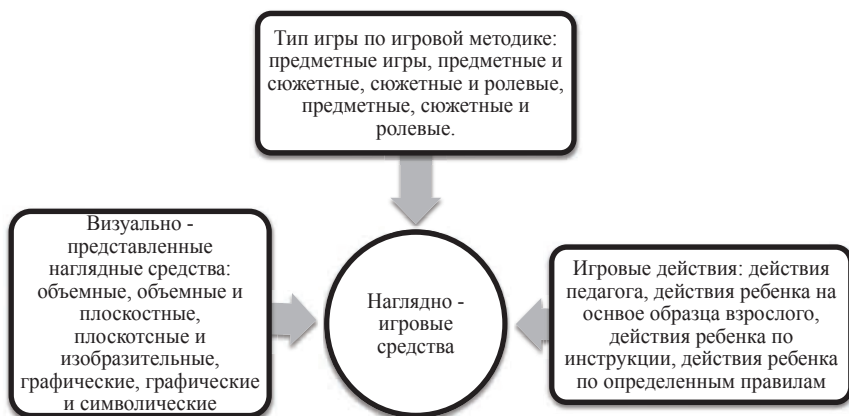 Тип игры по игровой методике:
предметные игры, предметные и
сюжетные, сюжетные и ролевые,
предметные, сюжетные и
ролевые.
Визуально -
представленные
наглядные средства:
объемные, объемные и
плоскостные,
плоскотсные и
изобразительные,
графические, графические
и символические
Наглядно -
игровые
средства
Игровые действия: действия
педагога, действия ребенка на
оснвое образца взрослого,
действия ребенка по
инструкции, действия ребенка
по определенным правилам